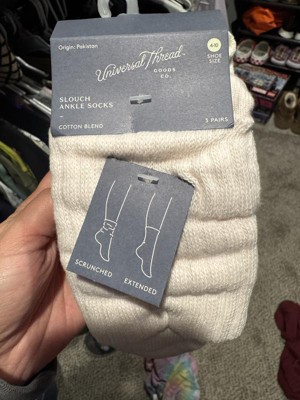 Origin: Pakistan
4-10
SHOE
SIZE
Universal Thread
GOODS
CO.
SLOUCH
ANKLE SOCKS
–
COTTON BLEND
3 PAIRS
SCRUNCHED
EXTENDED